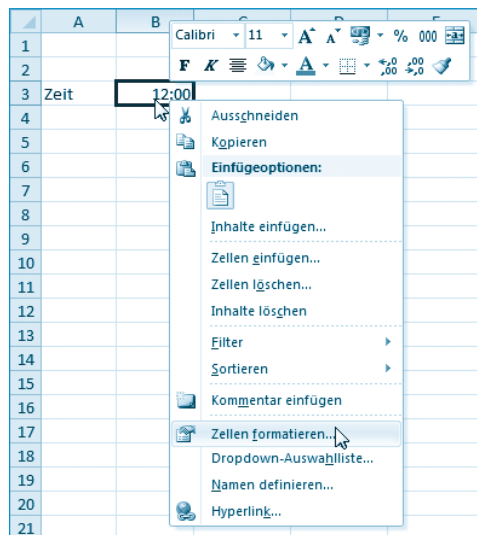 A B
Calibri 11 A A % 000
1
F K A ,00 ,0
2
3 Zeit 12:00
4 Ausschneiden
5 Kopieren
6 Einfügeoptionen:
7
8 Inhalte einfügen...
9
10 Zellen einfügen...
11 Zellen löschen...
12 Inhalte löschen
13 Filter
14 Sortieren
15
16 Kommentar einfügen
17 Zellen formatieren...
18 Dropdown-Auswahlliste...
19 Namen definieren...
20 Hyperlink...
21